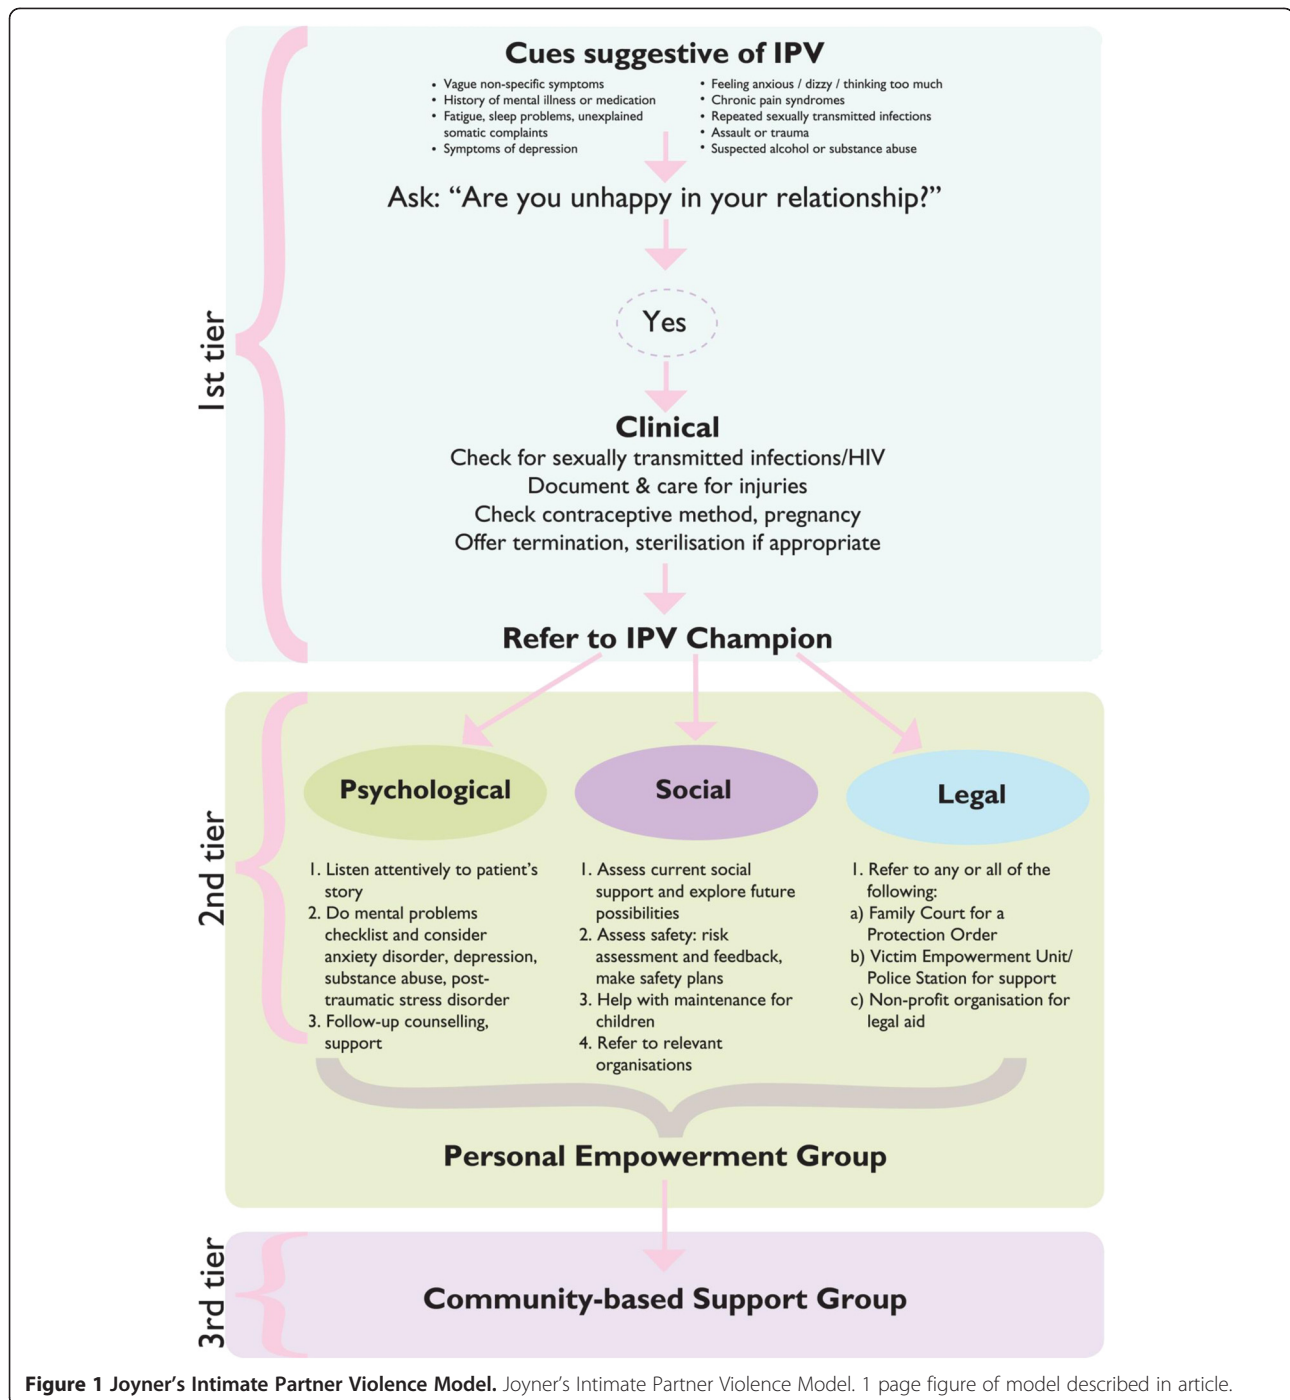 Cues suggestive of IPV
• Vague non-specific symptoms
• History of mental illness or medication
• Fatigue, sleep problems, unexplained
somatic complaints
• Symptoms of depression
• Feeling anxious / dizzy / thinking too much
• Chronic pain syndromes
• Repeated sexually transmitted infections
• Assault or trauma
• Suspected alcohol or substance abuse
Ask: “Are you unhappy in your relationship?”
Yes
1st tier
Clinical
Check for sexually transmitted infections/HIV
Document & care for injuries
Check contraceptive method, pregnancy
Offer termination, sterilisation if appropriate
Refer to IPV Champion
2nd tier
Psychological
1. Listen attentively to patient's
story
2. Do mental problems
checklist and consider
anxiety disorder, depression,
substance abuse, post-
traumatic stress disorder
3. Follow-up counselling,
support
Social
1. Assess current social
support and explore future
possibilities
2. Assess safety: risk
assessment and feedback,
make safety plans
3. Help with maintenance for
children
4. Refer to relevant
organisations
Legal
1. Refer to any or all of the
following:
a) Family Court for a
Protection Order
b) Victim Empowerment Unit/
Police Station for support
c) Non-profit organisation for
legal aid
Personal Empowerment Group
3rd tier
Community-based Support Group
Figure 1 Joyner's Intimate Partner Violence Model. Joyner's Intimate Partner Violence Model. 1 page figure of model described in article.